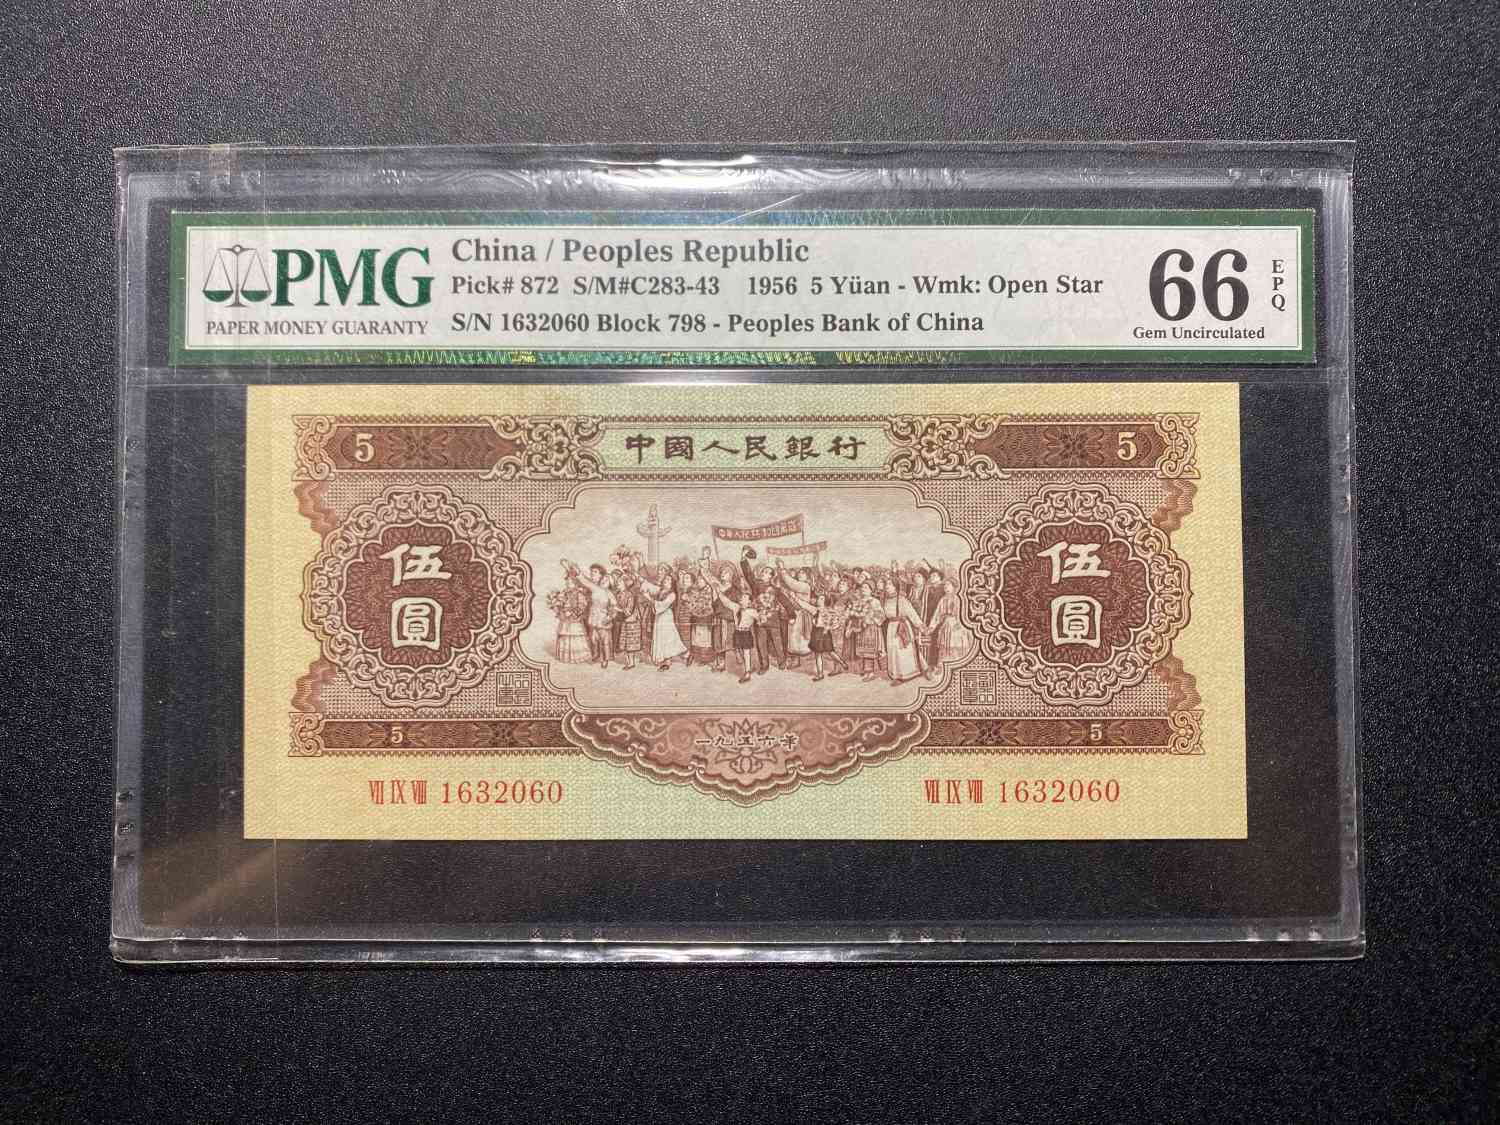 PMG
PAPER MONEY GUARANTY
China / Peoples Republic
Pick# 872 S/M#C283-43 1956 5 Yüan - Wmk: Open Star
S/N 1632060 Block 798 - Peoples Bank of China
66
EPQ
Gem Uncirculated
5 中國人民銀行 5
伍圓 伍圓
5 一九五六年 5
Ⅶ Ⅸ Ⅷ 1632060 Ⅶ Ⅸ Ⅷ 1632060